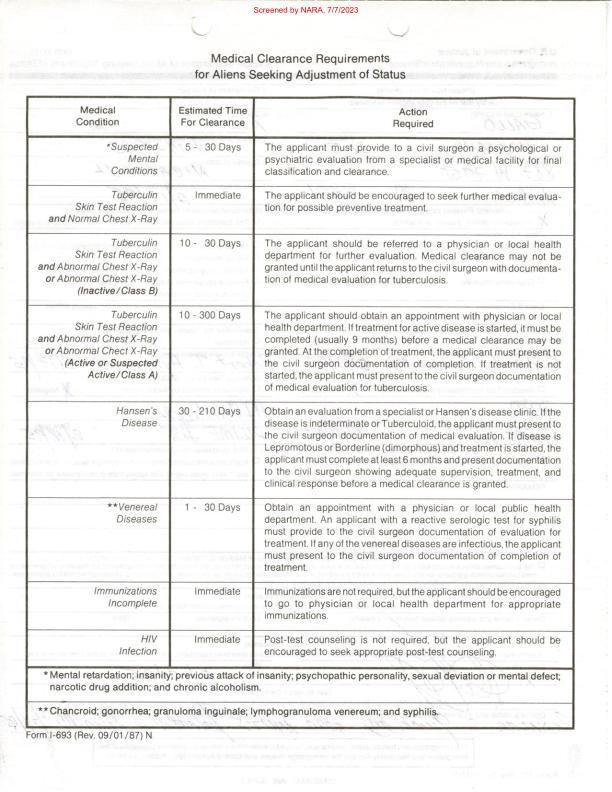 Screened by NARA, 7/7/2023
Medical Clearance Requirements
for Aliens Seeking Adjustment of Status
Medical
Condition
Estimated Time
For Clearance
Action
Required
*Suspected
Mental
Conditions
5 - 30 Days
The applicant must provide to a civil surgeon a psychological or
psychiatric evaluation from a specialist or medical facility for final
classification and clearance.
Tuberculin
Skin Test Reaction
and Normal Chest X-Ray
Immediate
The applicant should be encouraged to seek further medical evalua-
tion for possible preventive treatment.
Tuberculin
Skin Test Reaction
and Abnormal Chest X-Ray
or Abnormal Chest X-Ray
(Inactive/Class B)
10 - 30 Days
The applicant should be referred to a physician or local health
department for further evaluation. Medical clearance may not be
granted until the applicant returns to the civil surgeon with documenta-
tion of medical evaluation for tuberculosis.
Tuberculin
Skin Test Reaction
and Abnormal Chest X-Ray
or Abnormal Chect X-Ray
(Active or Suspected
Active/Class A)
10 - 300 Days
The applicant should obtain an appointment with physician or local
health department. If treatment for active disease is started, it must be
completed (usually 9 months) before a medical clearance may be
granted. At the completion of treatment, the applicant must present to
the civil surgeon documentation of completion. If treatment is not
started, the applicant must present to the civil surgeon documentation
of medical evaluation for tuberculosis.
Hansen's
Disease
30 - 210 Days
Obtain an evaluation from a specialist or Hansen's disease clinic. If the
disease is indeterminate or Tuberculoid, the applicant must present to
the civil surgeon documentation of medical evaluation. If disease is
Lepromotous or Borderline (dimorphous) and treatment is started, the
applicant must complete at least 6 months and present documentation
to the civil surgeon showing adequate supervision, treatment, and
clinical response before a medical clearance is granted.
**Venereal
Diseases
1 - 30 Days
Obtain an appointment with a physician or local public health
department. An applicant with a reactive serologic test for syphilis
must provide to the civil surgeon documentation of evaluation for
treatment. If any of the venereal diseases are infectious, the applicant
must present to the civil surgeon documentation of completion of
treatment.
Immunizations
Incomplete
Immediate
Immunizations are not required, but the applicant should be encouraged
to go to physician or local health department for appropriate
immunizations.
HIV
Infection
Immediate
Post-test counseling is not required, but the applicant should be
encouraged to seek appropriate post-test counseling.
* Mental retardation; insanity; previous attack of insanity; psychopathic personality, sexual deviation or mental defect;
narcotic drug addition; and chronic alcoholism.
** Chancroid; gonorrhea; granuloma inguinale; lymphogranuloma venereum; and syphilis.
Form I-693 (Rev. 09/01/87) N